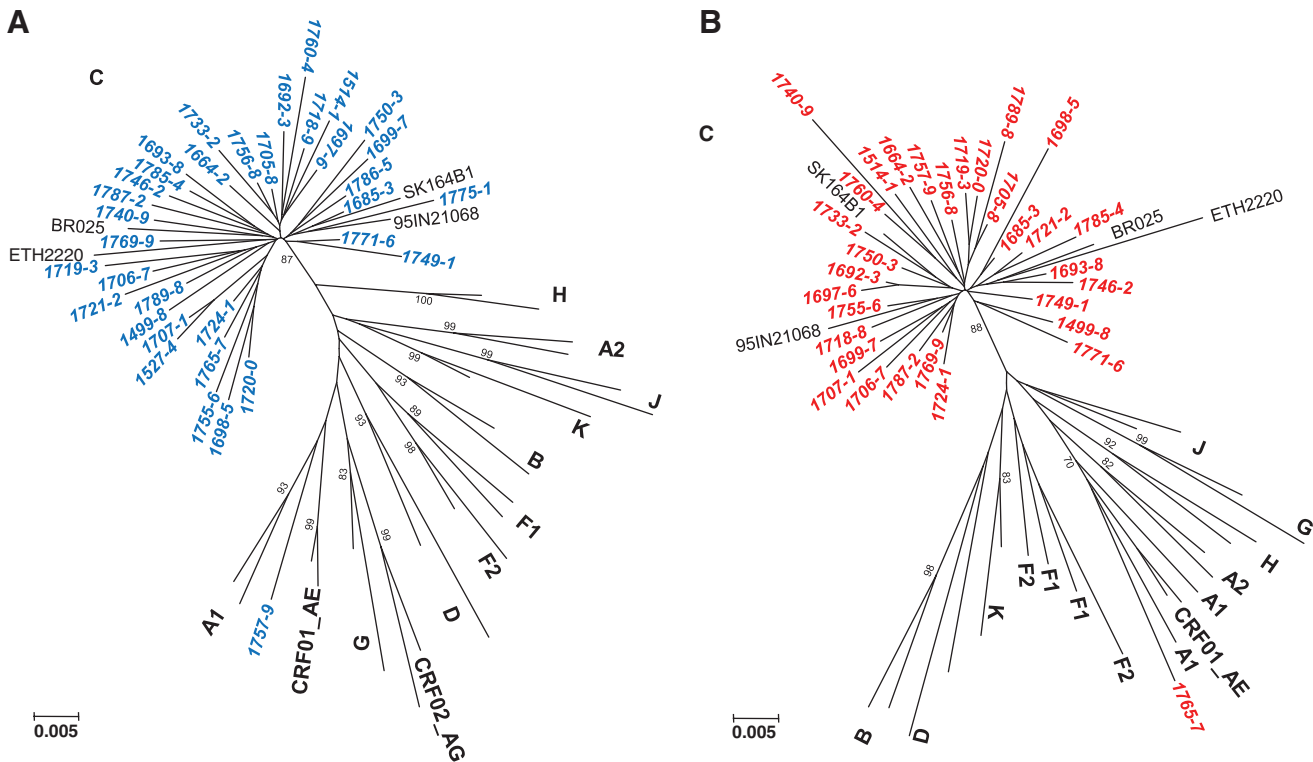 A
C
1760-4
1692-3
1718-9
1514-1
1697-6
1750-3
1699-7
1733-2
1756-8
1705-8
1664-2
1693-8
1785-4
1746-2
1787-2
1740-9
BR025
1769-9
ETH2220
1719-3
1706-7
1721-2
1789-8
1499-8
1707-1
1527-4
1724-1
1765-7
1755-6
1698-5
1720-0
1786-5
1685-3
SK164B1
1775-1
95IN21068
1771-6
1749-1
87
100
H
99
A2
99
J
99
K
93
B
89
F1
98
F2
93
D
83
G
99
CRF02_AG
99
CRF01_AE
93
A1
1757-9
0.005
B
C
1740-9
SK164B1
1760-4
1514-1
1664-2
1757-9
1756-8
1719-3
1720-0
1789-8
1698-5
1705-8
1685-3
1721-2
1785-4
BR025
ETH2220
1693-8
1746-2
1749-1
1499-8
1771-6
1733-2
1750-3
1692-3
1697-6
1755-6
95IN21068
1718-8
1699-7
1707-1
1706-7
1787-2
1769-9
1724-1
88
J
99
92
G
82
H
70
A2
A1
CRF01_AE
A1
1765-7
F2
F1
F1
F2
83
K
98
B
D
0.005